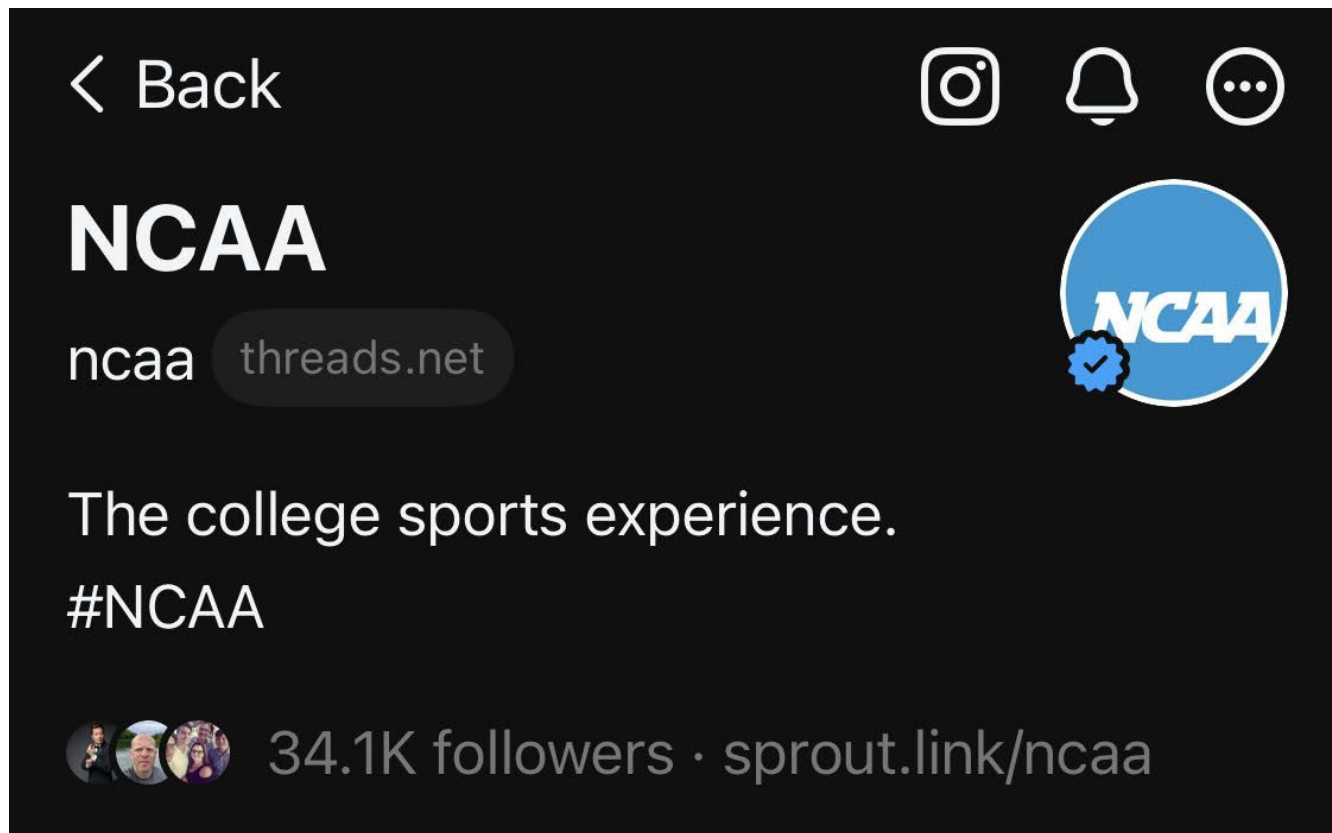 Back
NCAA
NCAA
ncaa threads.net
The college sports experience.
#NCAA
34.1K followers · sprout.link/ncaa